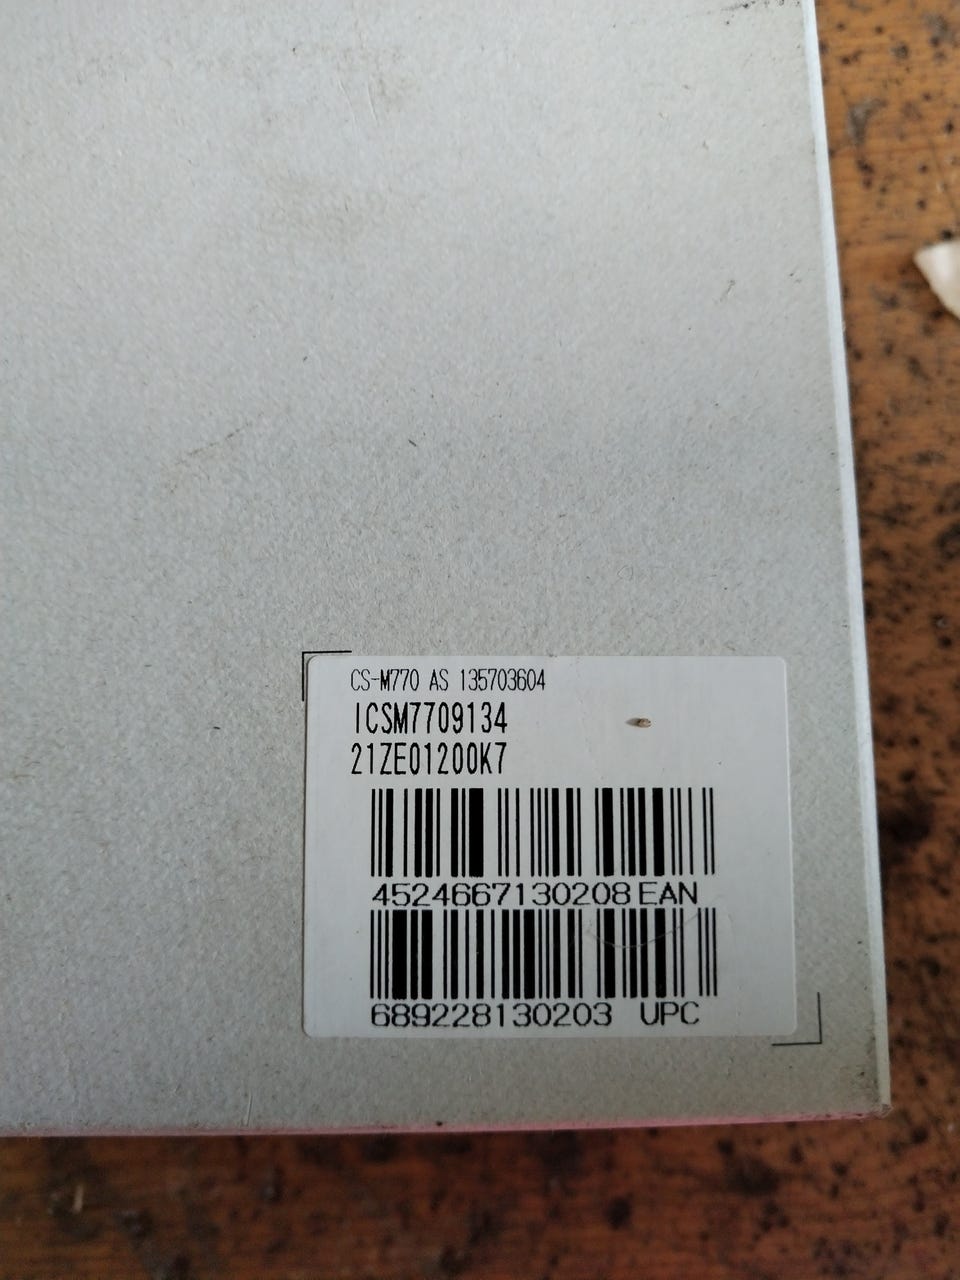 CS-M770 AS 135703604
ICSM7709134
21ZE01200K7
4524667130208 EAN
689228130203 UPC